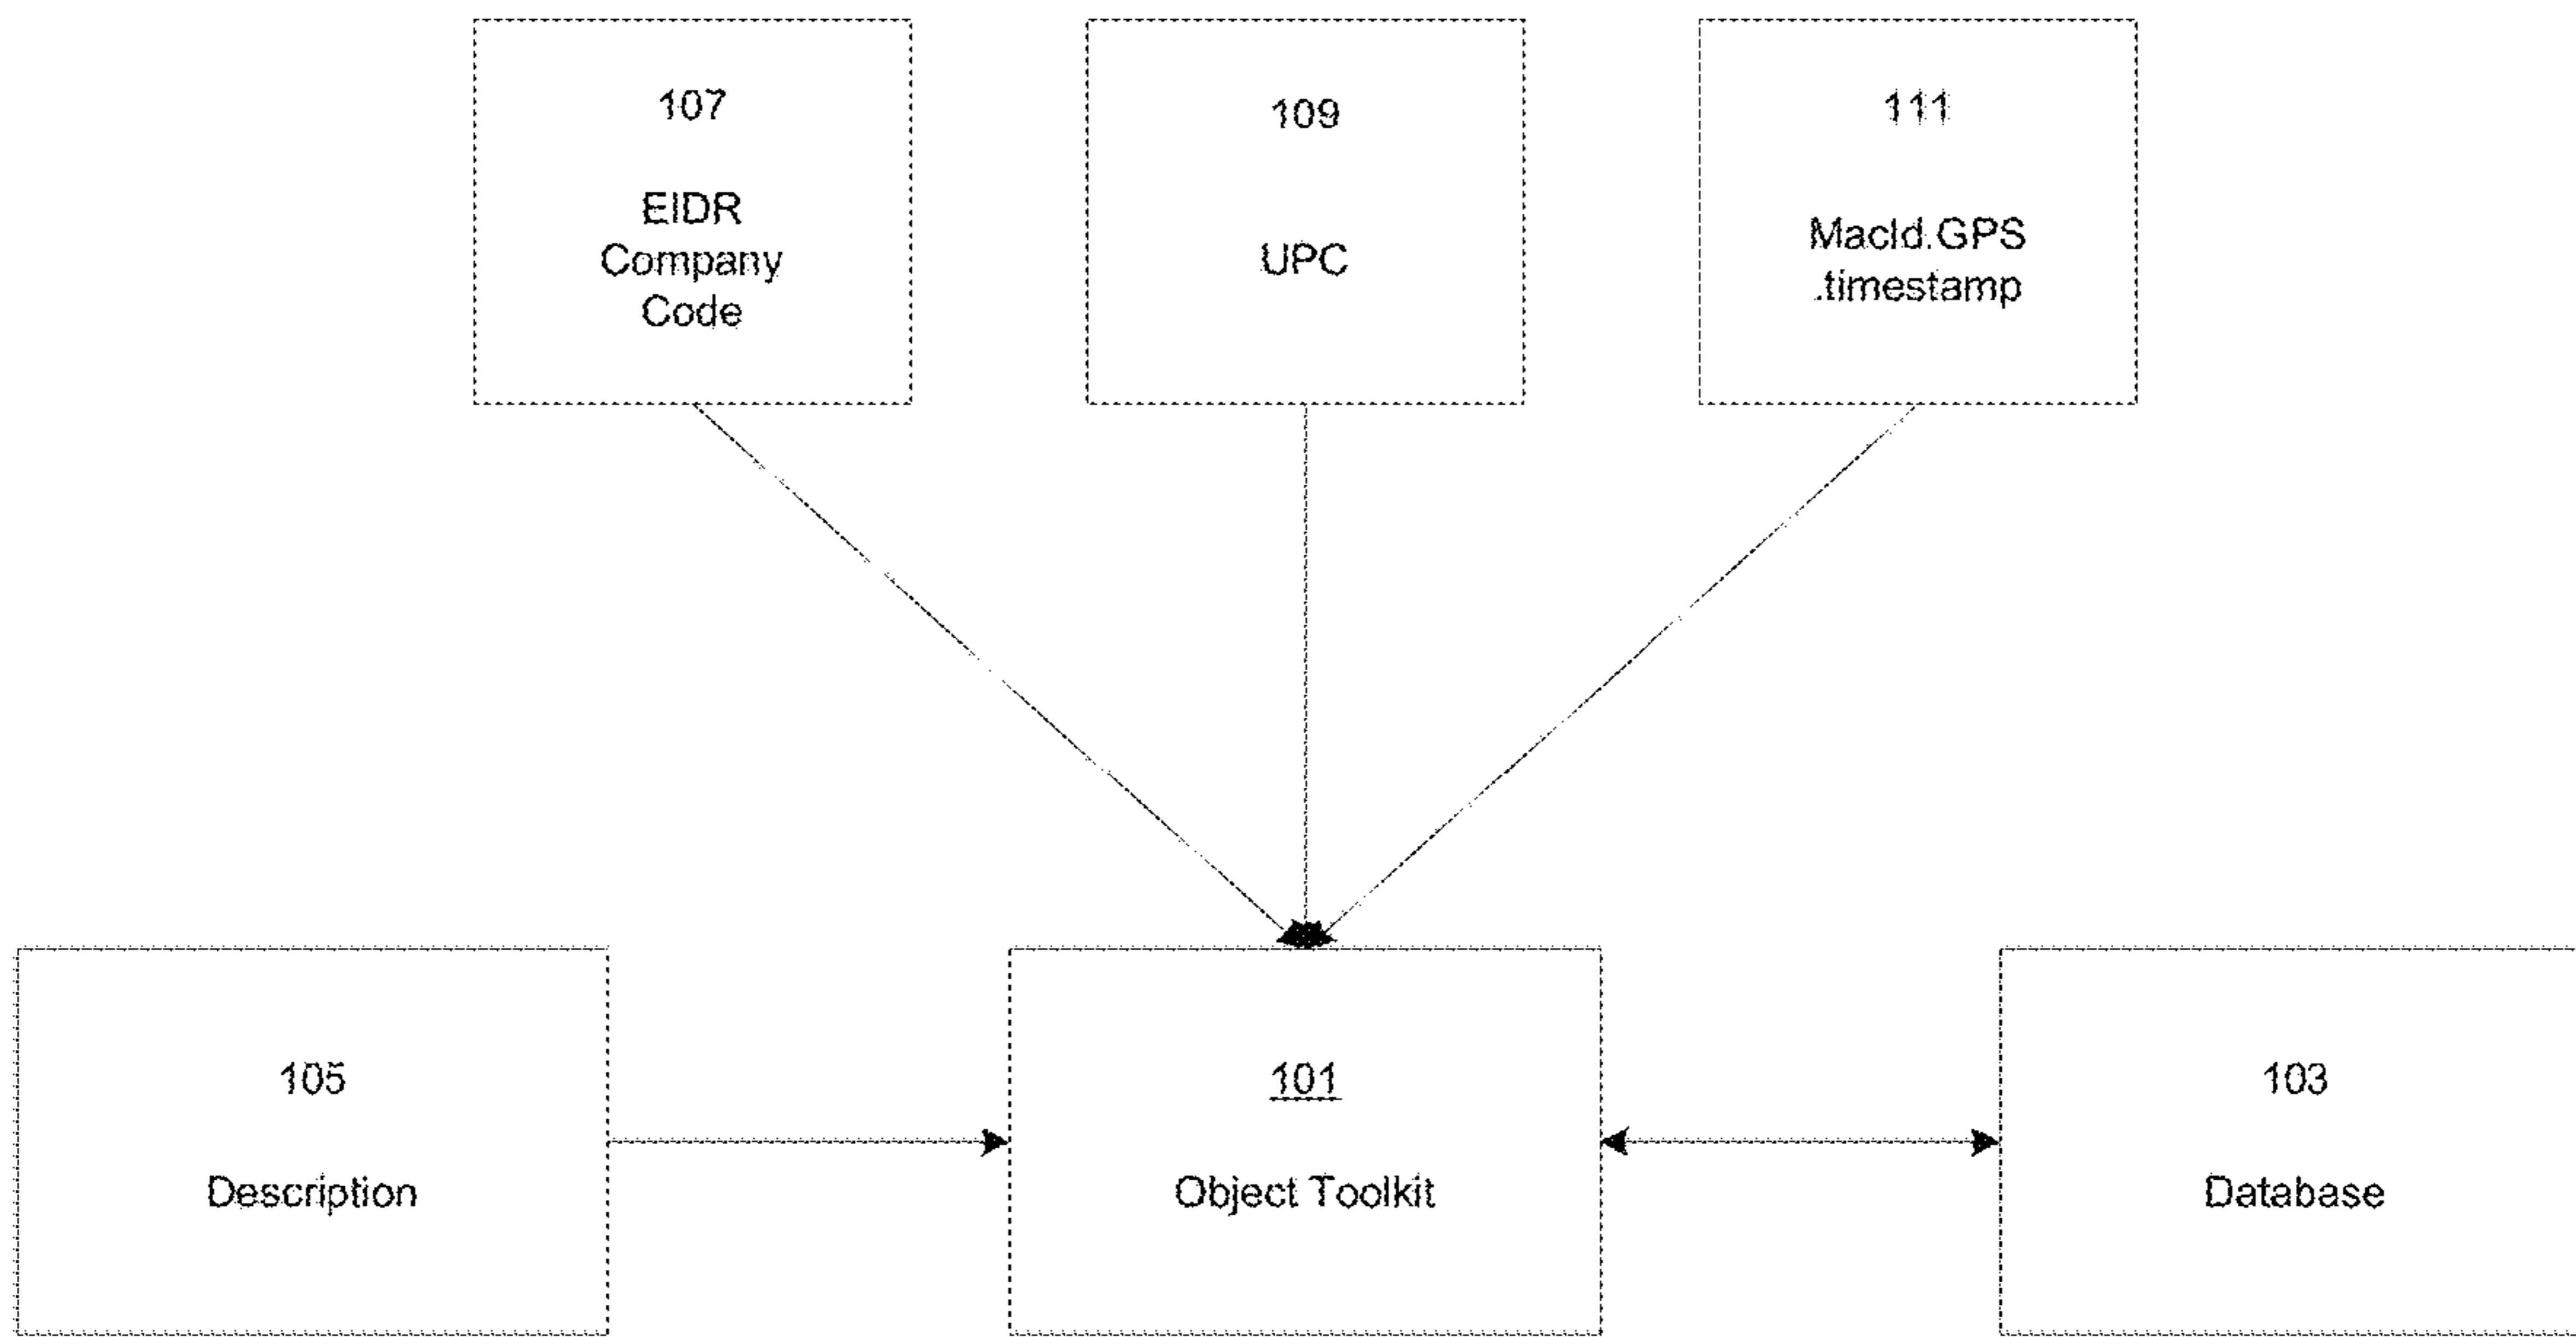 107
EIDR
Company
Code
109
UPC
111
MacId.GPS
.timestamp
105
Description
101
Object Toolkit
103
Database